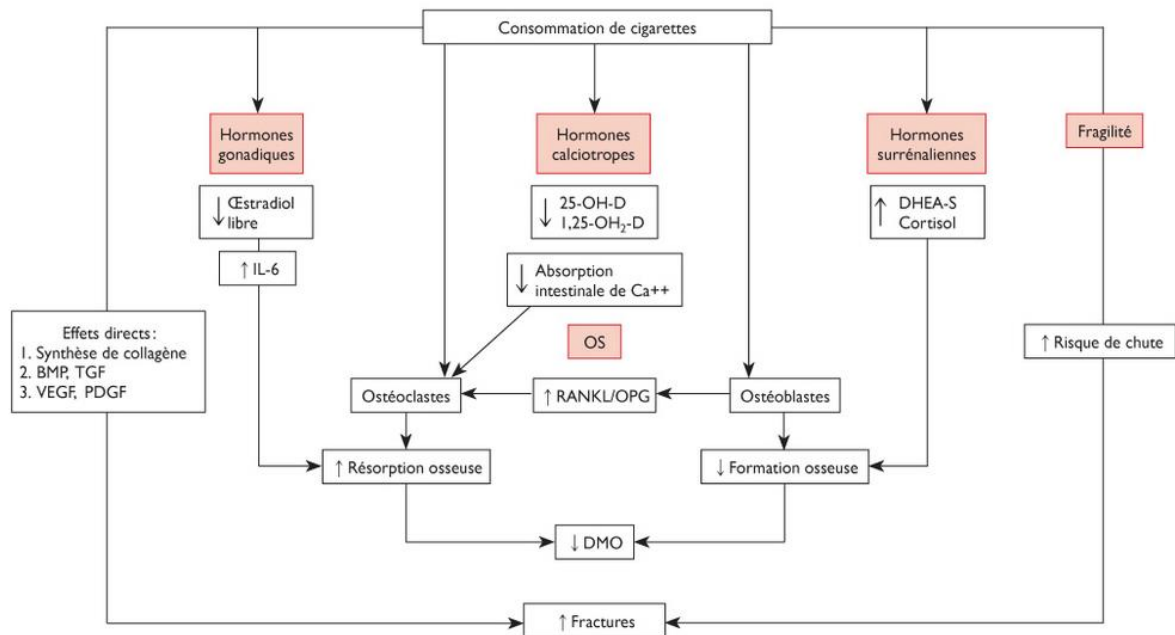 Consommation de cigarettes
Hormones
gonadiques
Hormones
calciotropes
Hormones
surrénaliennes
Fragilité
↓ Œstradiol
libre
↓ 25-OH-D
1,25-OH₂-D
↑ DHEA-S
Cortisol
↑ IL-6
↓ Absorption
intestinale de Ca++
Effets directs :
1. Synthèse de collagène
2. BMP, TGF
3. VEGF, PDGF
OS
↑ Risque de chute
Ostéoclastes
↑ RANKL/OPG
Ostéoblastes
↑ Résorption osseuse
↓ Formation osseuse
↓ DMO
↑ Fractures